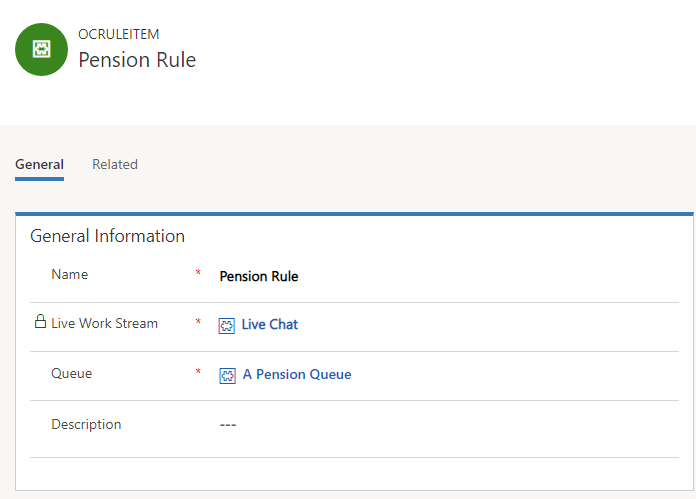 OCRULEITEM
Pension Rule
General Related
General Information
Name * Pension Rule
Live Work Stream * Live Chat
Queue * A Pension Queue
Description ---